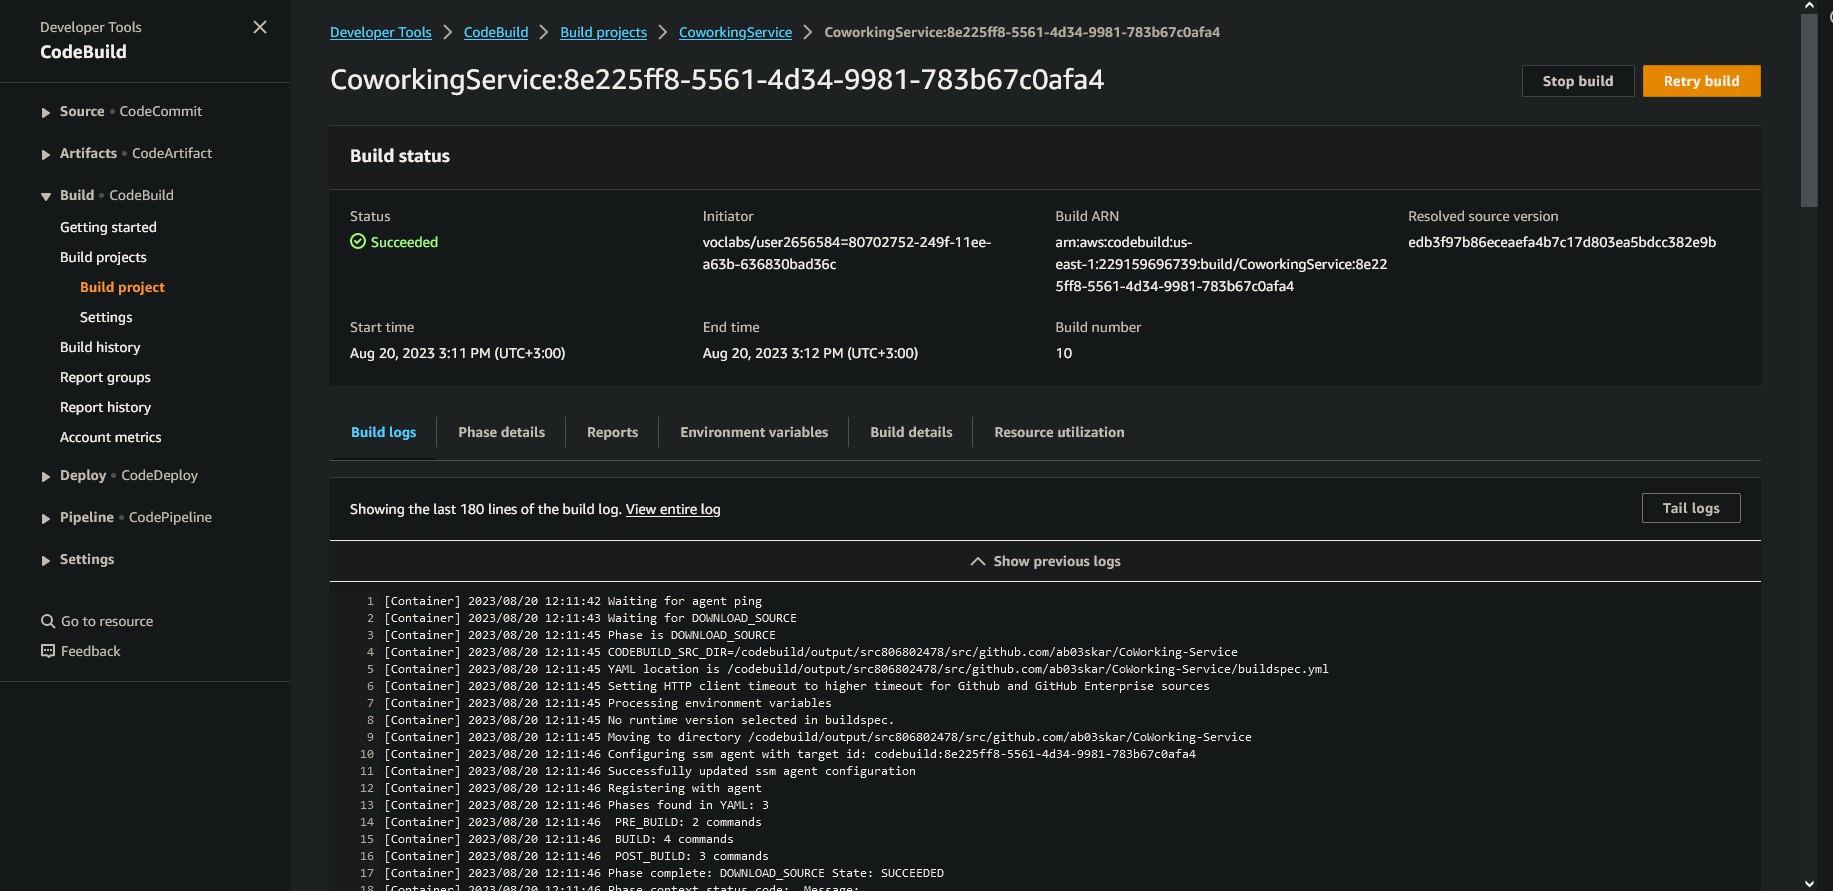 Developer Tools
CodeBuild
Source • CodeCommit
Artifacts • CodeArtifact
Build • CodeBuild
Getting started
Build projects
Build project
Settings
Build history
Report groups
Report history
Account metrics
Deploy • CodeDeploy
Pipeline • CodePipeline
Settings
Go to resource
Feedback
Developer Tools > CodeBuild > Build projects > CoworkingService > CoworkingService:8e225ff8-5561-4d34-9981-783b67c0afa4
CoworkingService:8e225ff8-5561-4d34-9981-783b67c0afa4
Stop build
Retry build
Build status
Status
Succeeded
Initiator
voclabs/user2656584=80702752-249f-11ee-
a63b-636830bad36c
Build ARN
arn:aws:codebuild:us-
east-1:229159696739:build/CoworkingService:8e22
5ff8-5561-4d34-9981-783b67c0afa4
Resolved source version
edb3f97b86eceaefa4b7c17d803ea5bdcc382e9b
Start time
Aug 20, 2023 3:11 PM (UTC+3:00)
End time
Aug 20, 2023 3:12 PM (UTC+3:00)
Build number
10
Build logs
Phase details
Reports
Environment variables
Build details
Resource utilization
Showing the last 180 lines of the build log. View entire log
Tail logs
Show previous logs
1 [Container] 2023/08/20 12:11:42 Waiting for agent ping
2 [Container] 2023/08/20 12:11:43 Waiting for DOWNLOAD_SOURCE
3 [Container] 2023/08/20 12:11:45 Phase is DOWNLOAD_SOURCE
4 [Container] 2023/08/20 12:11:45 CODEBUILD_SRC_DIR=/codebuild/output/src806802478/src/github.com/ab03skar/CoWorking-Service
5 [Container] 2023/08/20 12:11:45 YAML location is /codebuild/output/src806802478/src/github.com/ab03skar/CoWorking-Service/buildspec.yml
6 [Container] 2023/08/20 12:11:45 Setting HTTP client timeout to higher timeout for Github and GitHub Enterprise sources
7 [Container] 2023/08/20 12:11:45 Processing environment variables
8 [Container] 2023/08/20 12:11:45 No runtime version selected in buildspec.
9 [Container] 2023/08/20 12:11:45 Moving to directory /codebuild/output/src806802478/src/github.com/ab03skar/CoWorking-Service
10 [Container] 2023/08/20 12:11:46 Configuring ssm agent with target id: codebuild:8e225ff8-5561-4d34-9981-783b67c0afa4
11 [Container] 2023/08/20 12:11:46 Successfully updated ssm agent configuration
12 [Container] 2023/08/20 12:11:46 Registering with agent
13 [Container] 2023/08/20 12:11:46 Phases found in YAML: 3
14 [Container] 2023/08/20 12:11:46  PRE_BUILD: 2 commands
15 [Container] 2023/08/20 12:11:46  BUILD: 4 commands
16 [Container] 2023/08/20 12:11:46  POST_BUILD: 3 commands
17 [Container] 2023/08/20 12:11:46 Phase complete: DOWNLOAD_SOURCE State: SUCCEEDED
18 [Container] 2023/08/20 12:11:46 Phase context status code:  Message: